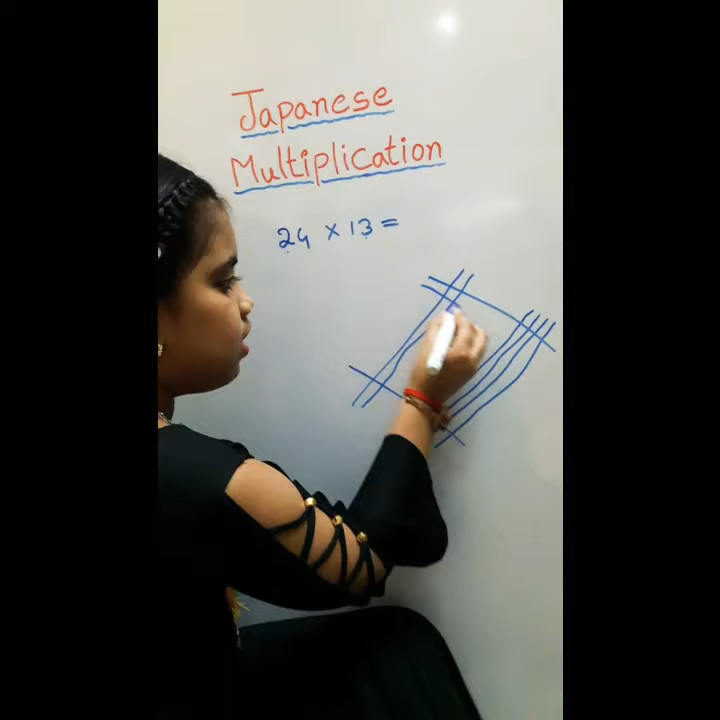 Japanese
Multiplication
24 × 13 =